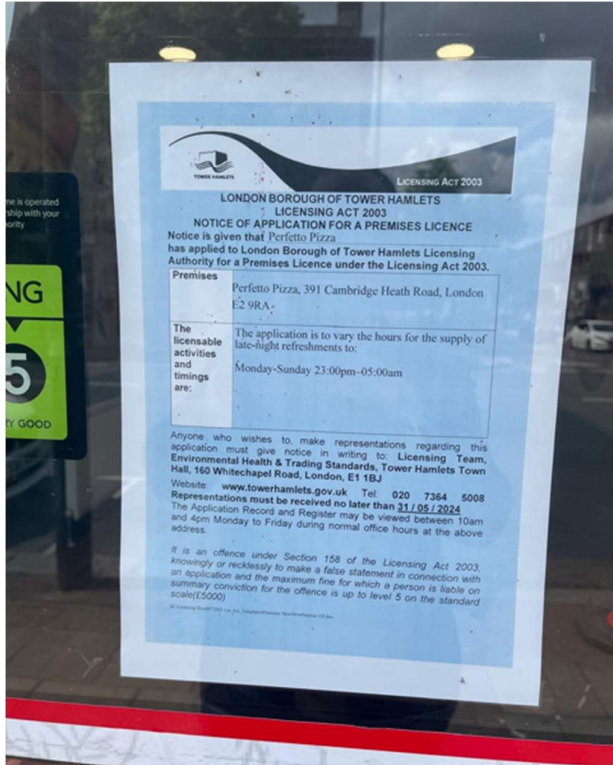 me is operated
ship with your
ority
NG
5
Y GOOD
TOWER HAMLETS
LICENSING ACT 2003
LONDON BOROUGH OF TOWER HAMLETS
LICENSING ACT 2003
NOTICE OF APPLICATION FOR A PREMISES LICENCE
Notice is given that Perfetto Pizza
has applied to London Borough of Tower Hamlets Licensing
Authority for a Premises Licence under the Licensing Act 2003.
Premises
Perfetto Pizza, 391 Cambridge Heath Road, London
E2 9RA
The
licensable
activities
and
timings
are:
The application is to vary the hours for the supply of
late-night refreshments to:
Monday-Sunday 23:00pm–05:00am
Anyone who wishes to, make representations regarding this
application must give notice in writing to: Licensing Team,
Environmental Health & Trading Standards, Tower Hamlets Town
Hall, 160 Whitechapel Road, London, E1 1BJ
Website: www.towerhamlets.gov.uk Tel: 020 7364 5008
Representations must be received no later than 31 / 05 / 2024
The Application Record and Register may be viewed between 10am
and 4pm Monday to Friday during normal office hours at the above
address.
It is an offence under Section 158 of the Licensing Act 2003,
knowingly or recklessly to make a false statement in connection with
an application and the maximum fine for which a person is liable on
summary conviction for the offence is up to level 5 on the standard
scale(£5000)